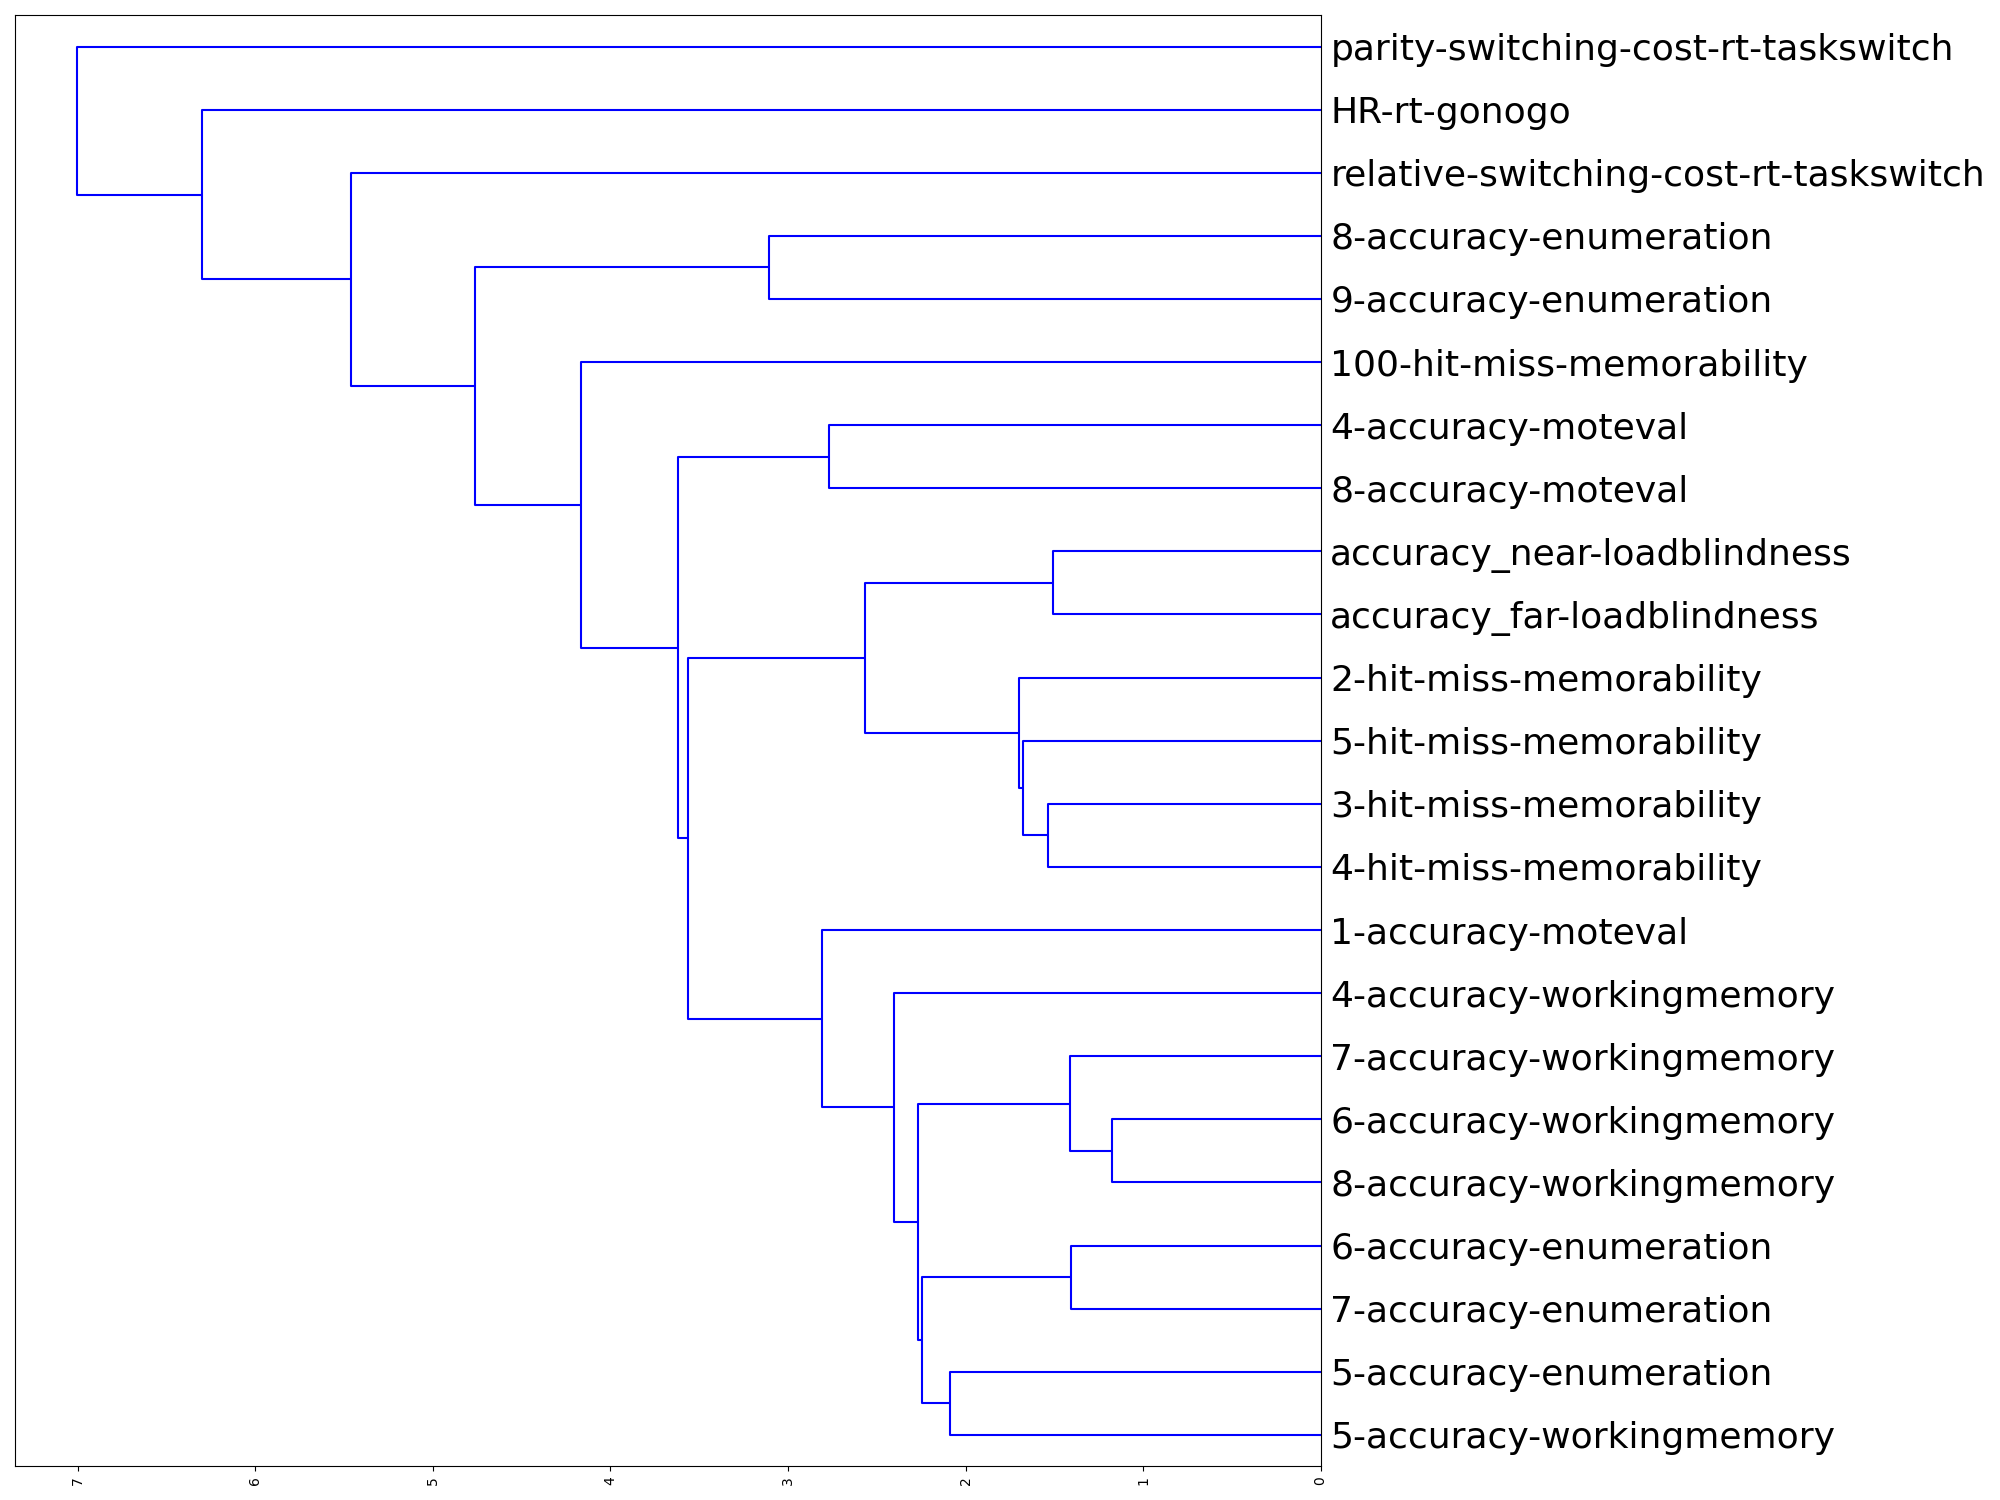 parity-switching-cost-rt-taskswitch
HR-rt-gonogo
relative-switching-cost-rt-taskswitch
8-accuracy-enumeration
9-accuracy-enumeration
100-hit-miss-memorability
4-accuracy-moteval
8-accuracy-moteval
accuracy_near-loadblindness
accuracy_far-loadblindness
2-hit-miss-memorability
5-hit-miss-memorability
3-hit-miss-memorability
4-hit-miss-memorability
1-accuracy-moteval
4-accuracy-workingmemory
7-accuracy-workingmemory
6-accuracy-workingmemory
8-accuracy-workingmemory
6-accuracy-enumeration
7-accuracy-enumeration
5-accuracy-enumeration
5-accuracy-workingmemory
7 6 5 4 3 2 1 0